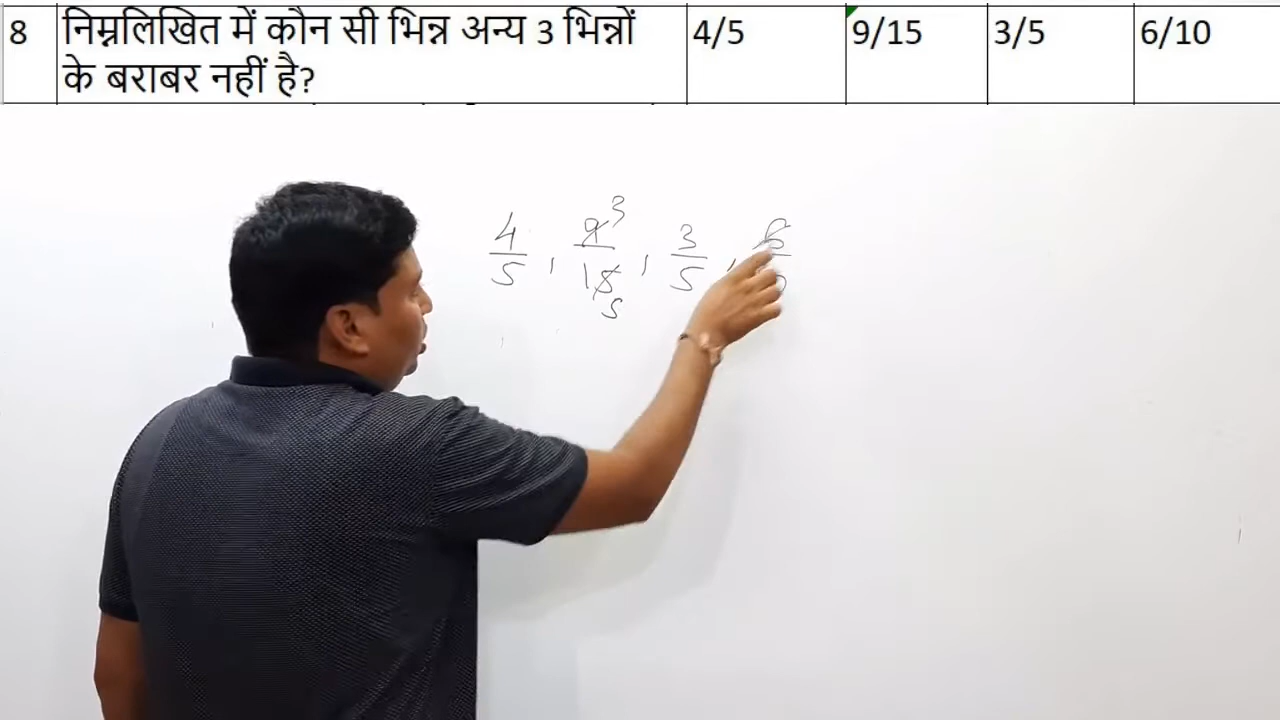 8 निम्नलिखित में कौन सी भिन्न अन्य 3 भिन्नों के बराबर नहीं है? 4/5 9/15 3/5 6/10
4/5 , 9/15 , 3/5 , 6
3
5